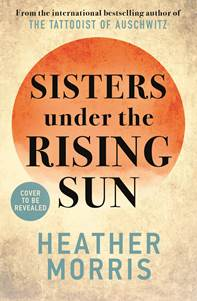 From the international bestselling author of
THE TATTOOIST OF AUSCHWITZ
SISTERS
under the
RISING
SUN
COVER
TO BE
REVEALED
HEATHER
MORRIS